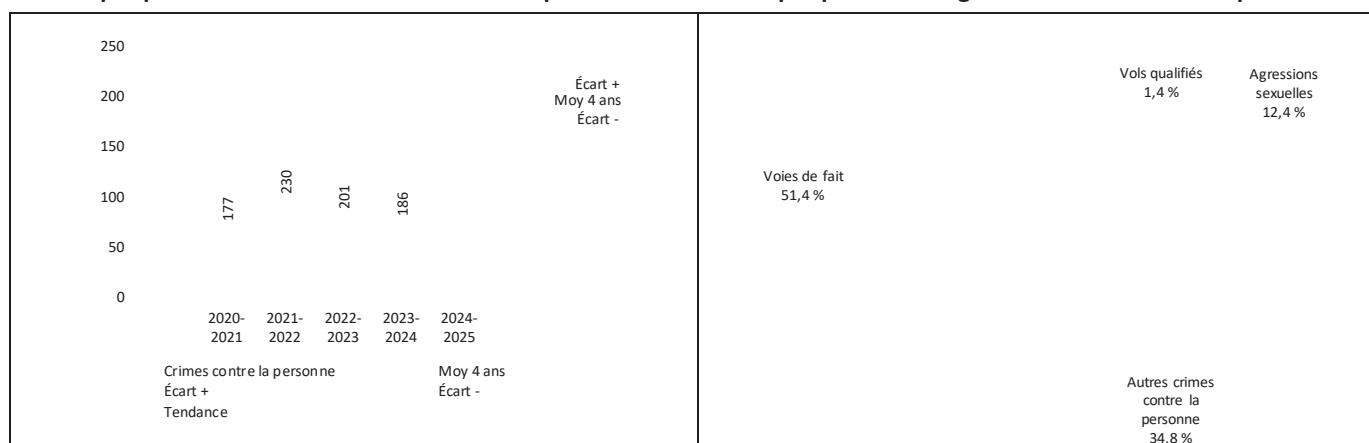 250
200
150
100
50
0
177
230
201
186
2020-
2021
2021-
2022
2022-
2023
2023-
2024
2024-
2025
Écart +
Moy 4 ans
Écart -
Crimes contre la personne
Écart +
Tendance
Moy 4 ans
Écart -
Voies de fait
51,4 %
Vols qualifiés
1,4 %
Agressions
sexuelles
12,4 %
Autres crimes
contre la
personne
34,8 %